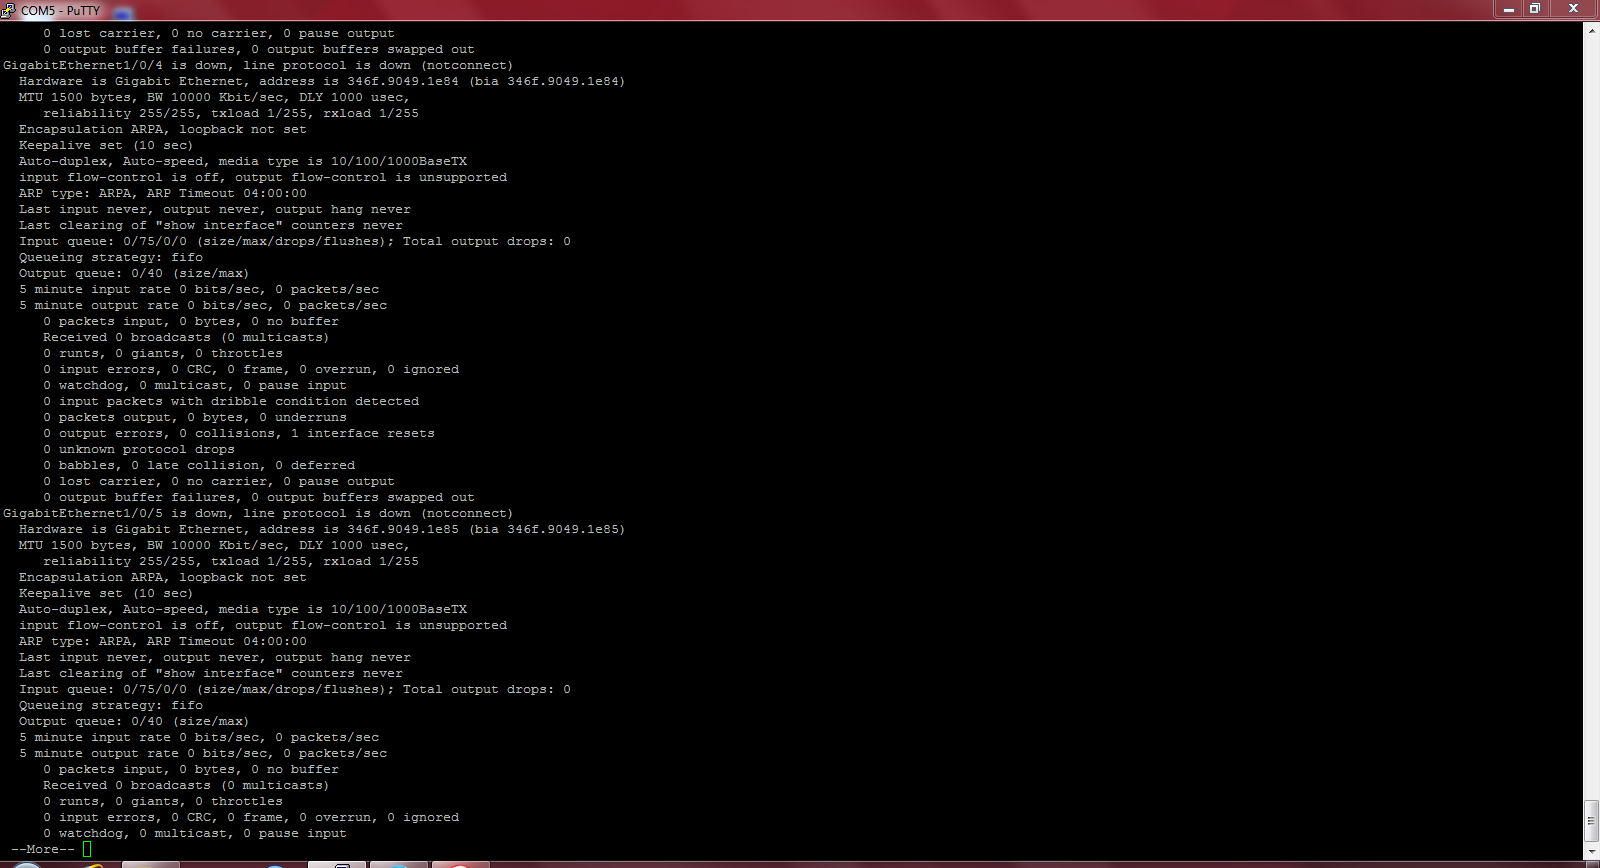 COM5 - PuTTY
0 lost carrier, 0 no carrier, 0 pause output
0 output buffer failures, 0 output buffers swapped out
GigabitEthernet1/0/4 is down, line protocol is down (notconnect)
Hardware is Gigabit Ethernet, address is 346f.9049.1e84 (bia 346f.9049.1e84)
MTU 1500 bytes, BW 10000 Kbit/sec, DLY 1000 usec,
reliability 255/255, txload 1/255, rxload 1/255
Encapsulation ARPA, loopback not set
Keepalive set (10 sec)
Auto-duplex, Auto-speed, media type is 10/100/1000BaseTX
input flow-control is off, output flow-control is unsupported
ARP type: ARPA, ARP Timeout 04:00:00
Last input never, output never, output hang never
Last clearing of "show interface" counters never
Input queue: 0/75/0/0 (size/max/drops/flushes); Total output drops: 0
Queueing strategy: fifo
Output queue: 0/40 (size/max)
5 minute input rate 0 bits/sec, 0 packets/sec
5 minute output rate 0 bits/sec, 0 packets/sec
0 packets input, 0 bytes, 0 no buffer
Received 0 broadcasts (0 multicasts)
0 runts, 0 giants, 0 throttles
0 input errors, 0 CRC, 0 frame, 0 overrun, 0 ignored
0 watchdog, 0 multicast, 0 pause input
0 input packets with dribble condition detected
0 packets output, 0 bytes, 0 underruns
0 output errors, 0 collisions, 1 interface resets
0 unknown protocol drops
0 babbles, 0 late collision, 0 deferred
0 lost carrier, 0 no carrier, 0 pause output
0 output buffer failures, 0 output buffers swapped out
GigabitEthernet1/0/5 is down, line protocol is down (notconnect)
Hardware is Gigabit Ethernet, address is 346f.9049.1e85 (bia 346f.9049.1e85)
MTU 1500 bytes, BW 10000 Kbit/sec, DLY 1000 usec,
reliability 255/255, txload 1/255, rxload 1/255
Encapsulation ARPA, loopback not set
Keepalive set (10 sec)
Auto-duplex, Auto-speed, media type is 10/100/1000BaseTX
input flow-control is off, output flow-control is unsupported
ARP type: ARPA, ARP Timeout 04:00:00
Last input never, output never, output hang never
Last clearing of "show interface" counters never
Input queue: 0/75/0/0 (size/max/drops/flushes); Total output drops: 0
Queueing strategy: fifo
Output queue: 0/40 (size/max)
5 minute input rate 0 bits/sec, 0 packets/sec
5 minute output rate 0 bits/sec, 0 packets/sec
0 packets input, 0 bytes, 0 no buffer
Received 0 broadcasts (0 multicasts)
0 runts, 0 giants, 0 throttles
0 input errors, 0 CRC, 0 frame, 0 overrun, 0 ignored
0 watchdog, 0 multicast, 0 pause input
--More--